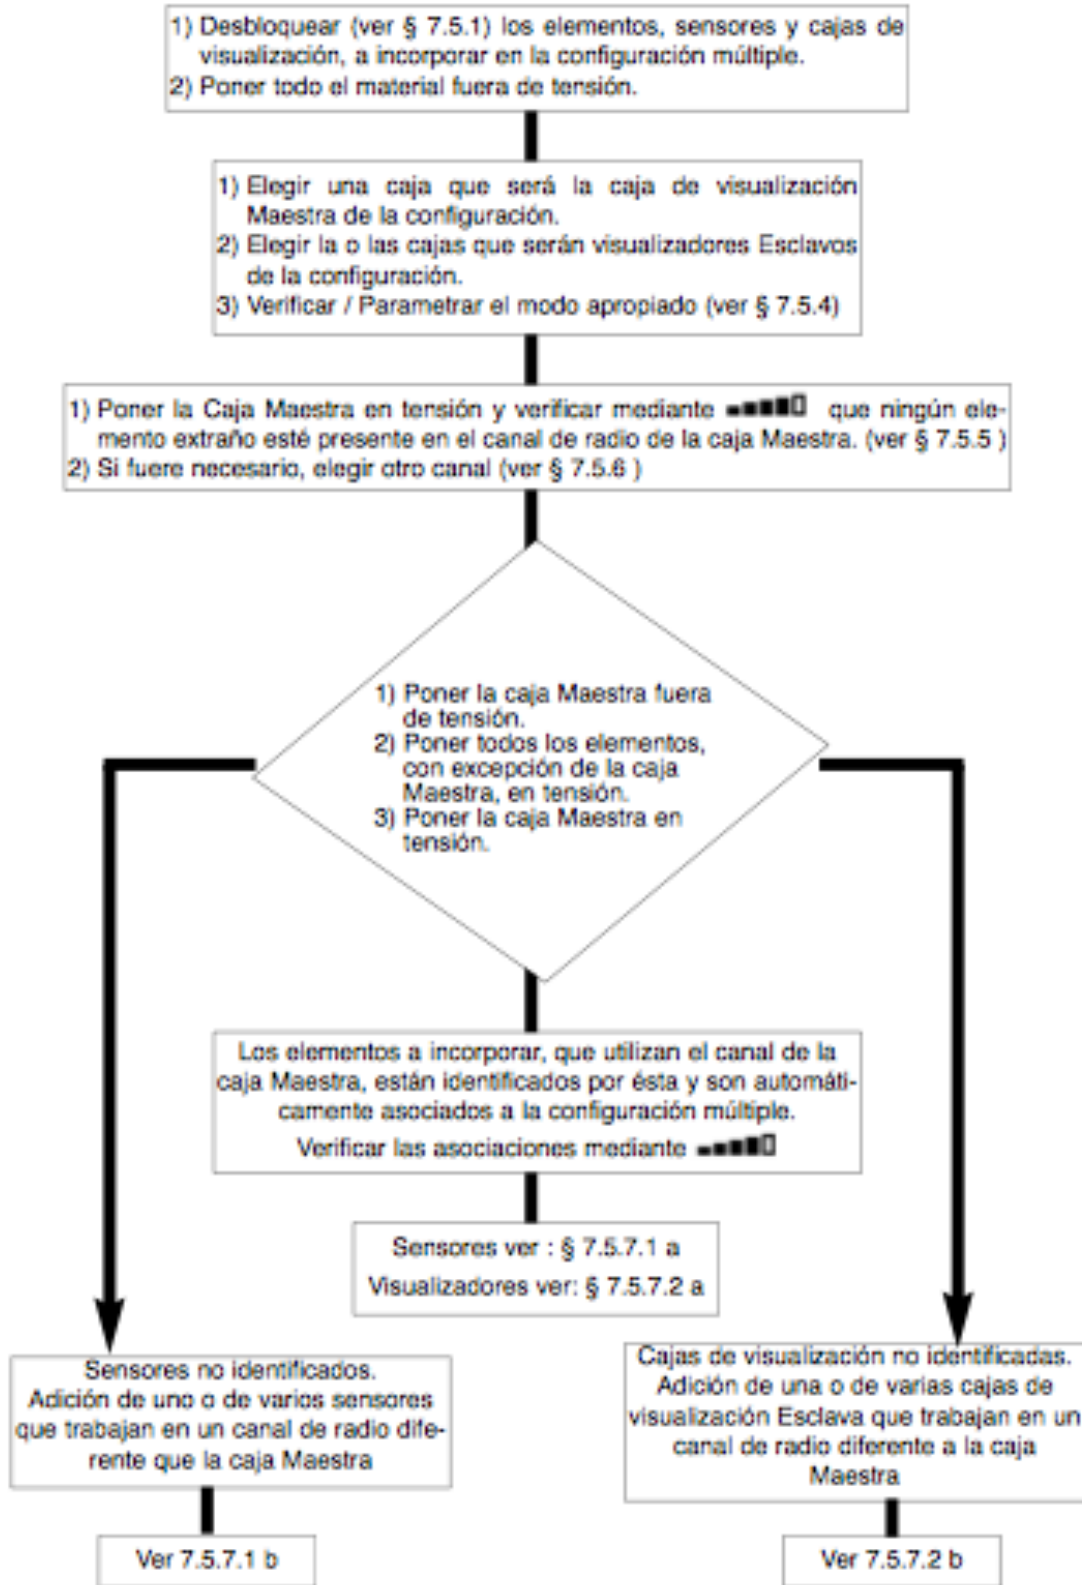 1) Desbloquear (ver § 7.5.1) los elementos, sensores y cajas de
visualización, a incorporar en la configuración múltiple.
2) Poner todo el material fuera de tensión.
1) Elegir una caja que será la caja de visualización
Maestra de la configuración.
2) Elegir la o las cajas que serán visualizadores Esclavos
de la configuración.
3) Verificar / Parametrar el modo apropiado (ver § 7.5.4)
1) Poner la Caja Maestra en tensión y verificar mediante que ningún ele-
mento extraño esté presente en el canal de radio de la caja Maestra. (ver § 7.5.5 )
2) Si fuere necesario, elegir otro canal (ver § 7.5.6 )
1) Poner la caja Maestra fuera
de tensión.
2) Poner todos los elementos,
con excepción de la caja
Maestra, en tensión.
3) Poner la caja Maestra en
tensión.
Los elementos a incorporar, que utilizan el canal de la
caja Maestra, están identificados por ésta y son automáti-
camente asociados a la configuración múltiple.
Verificar las asociaciones mediante
Sensores ver : § 7.5.7.1 a
Visualizadores ver: § 7.5.7.2 a
Sensores no identificados.
Adición de uno o de varios sensores
que trabajan en un canal de radio dife-
rente que la caja Maestra
Ver 7.5.7.1 b
Cajas de visualización no identificadas.
Adición de una o de varias cajas de
visualización Esclava que trabajan en un
canal de radio diferente a la caja
Maestra
Ver 7.5.7.2 b